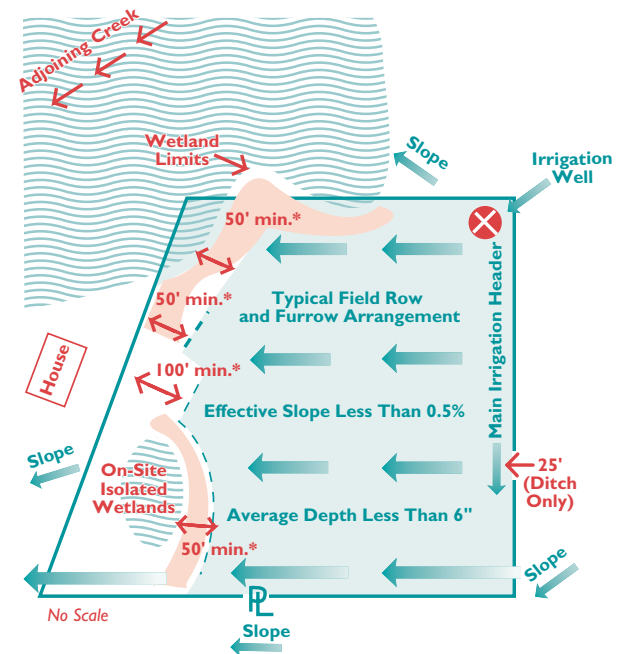 Adjoining Creek
Wetland
Limits
Slope
Irrigation
Well
50' min.*
50' min.*
Typical Field Row
and Furrow Arrangement
Main Irrigation Header
House
100' min.*
Effective Slope Less Than 0.5%
Slope
On-Site
Isolated
Wetlands
25'
(Ditch
Only)
Average Depth Less Than 6"
50' min.*
Slope
PL
No Scale
Slope